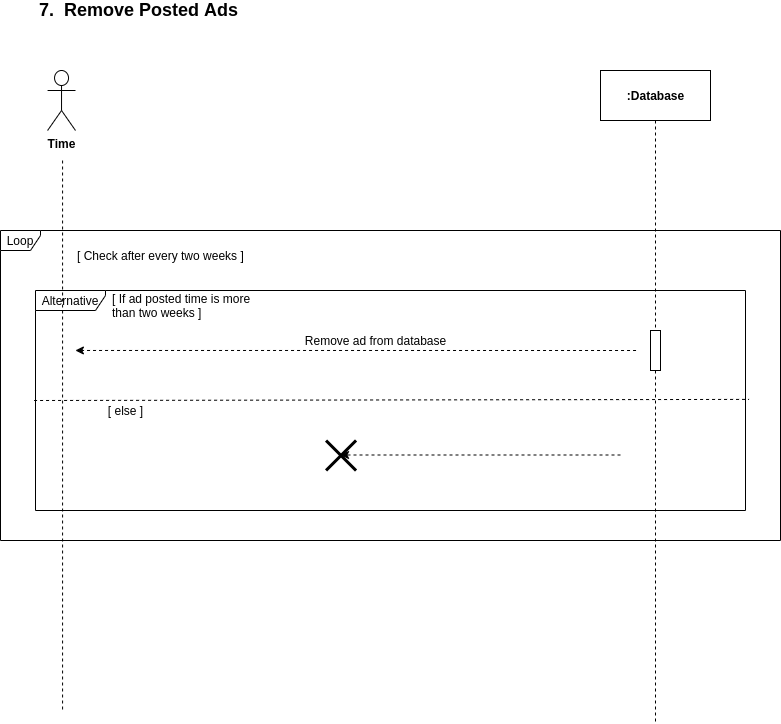 7. Remove Posted Ads
Time
:Database
Loop
[ Check after every two weeks ]
Alternative
[ If ad posted time is more
than two weeks ]
Remove ad from database
[ else ]